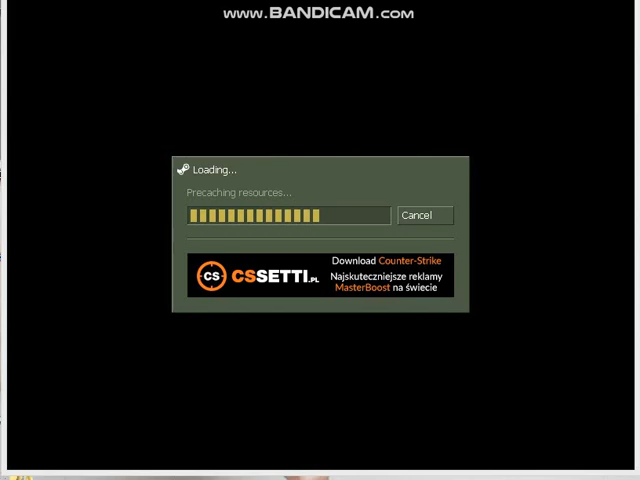 www.BANDICAM.com
Loading...
Precaching resources...
Cancel
CS CSSETTI.PL
Download Counter-Strike
Najskuteczniejsze reklamy
MasterBoost na świecie